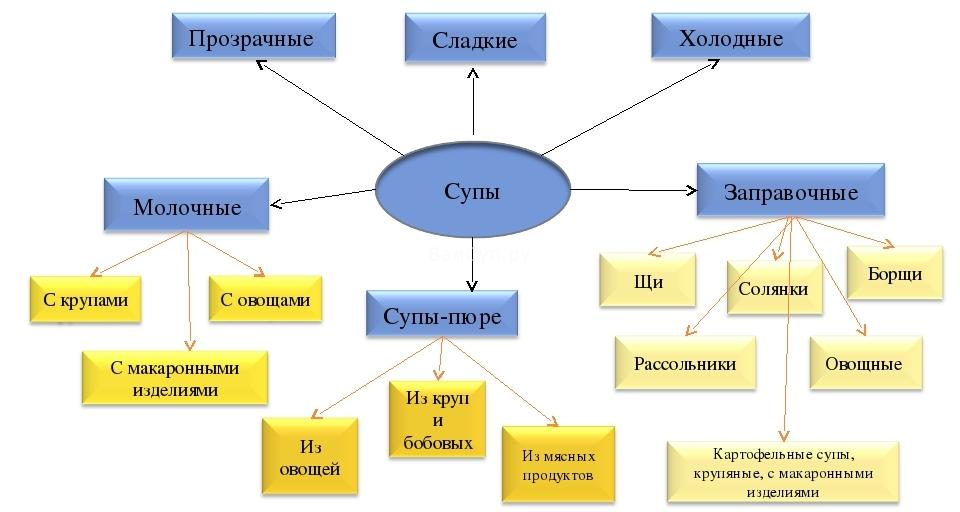 Прозрачные
Сладкие
Холодные
Супы
Молочные
Заправочные
С крупами
С овощами
С макаронными
изделиями
Супы-пюре
Из
овощей
Из круп
и
бобовых
Из мясных
продуктов
Щи
Солянки
Борщи
Рассольники
Овощные
Картофельные супы,
крупяные, с макаронными
изделиями